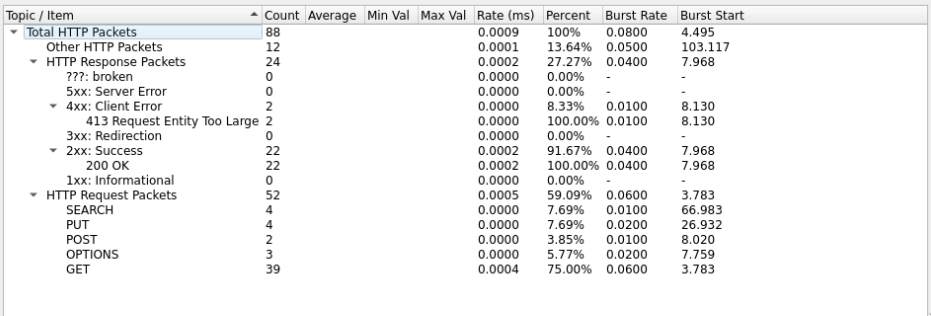 Topic / Item Count Average Min Val Max Val Rate (ms) Percent Burst Rate Burst Start
Total HTTP Packets 88 0.0009 100% 0.0800 4.495
Other HTTP Packets 12 0.0001 13.64% 0.0500 103.117
HTTP Response Packets 24 0.0002 27.27% 0.0400 7.968
???: broken 0 0.0000 0.00% - -
5xx: Server Error 0 0.0000 0.00% - -
4xx: Client Error 2 0.0000 8.33% 0.0100 8.130
413 Request Entity Too Large 2 0.0000 100.00% 0.0100 8.130
3xx: Redirection 0 0.0000 0.00% - -
2xx: Success 22 0.0002 91.67% 0.0400 7.968
200 OK 22 0.0002 100.00% 0.0400 7.968
1xx: Informational 0 0.0000 0.00% - -
HTTP Request Packets 52 0.0005 59.09% 0.0600 3.783
SEARCH 4 0.0000 7.69% 0.0100 66.983
PUT 4 0.0000 7.69% 0.0200 26.932
POST 2 0.0000 3.85% 0.0100 8.020
OPTIONS 3 0.0000 5.77% 0.0200 7.759
GET 39 0.0004 75.00% 0.0600 3.783